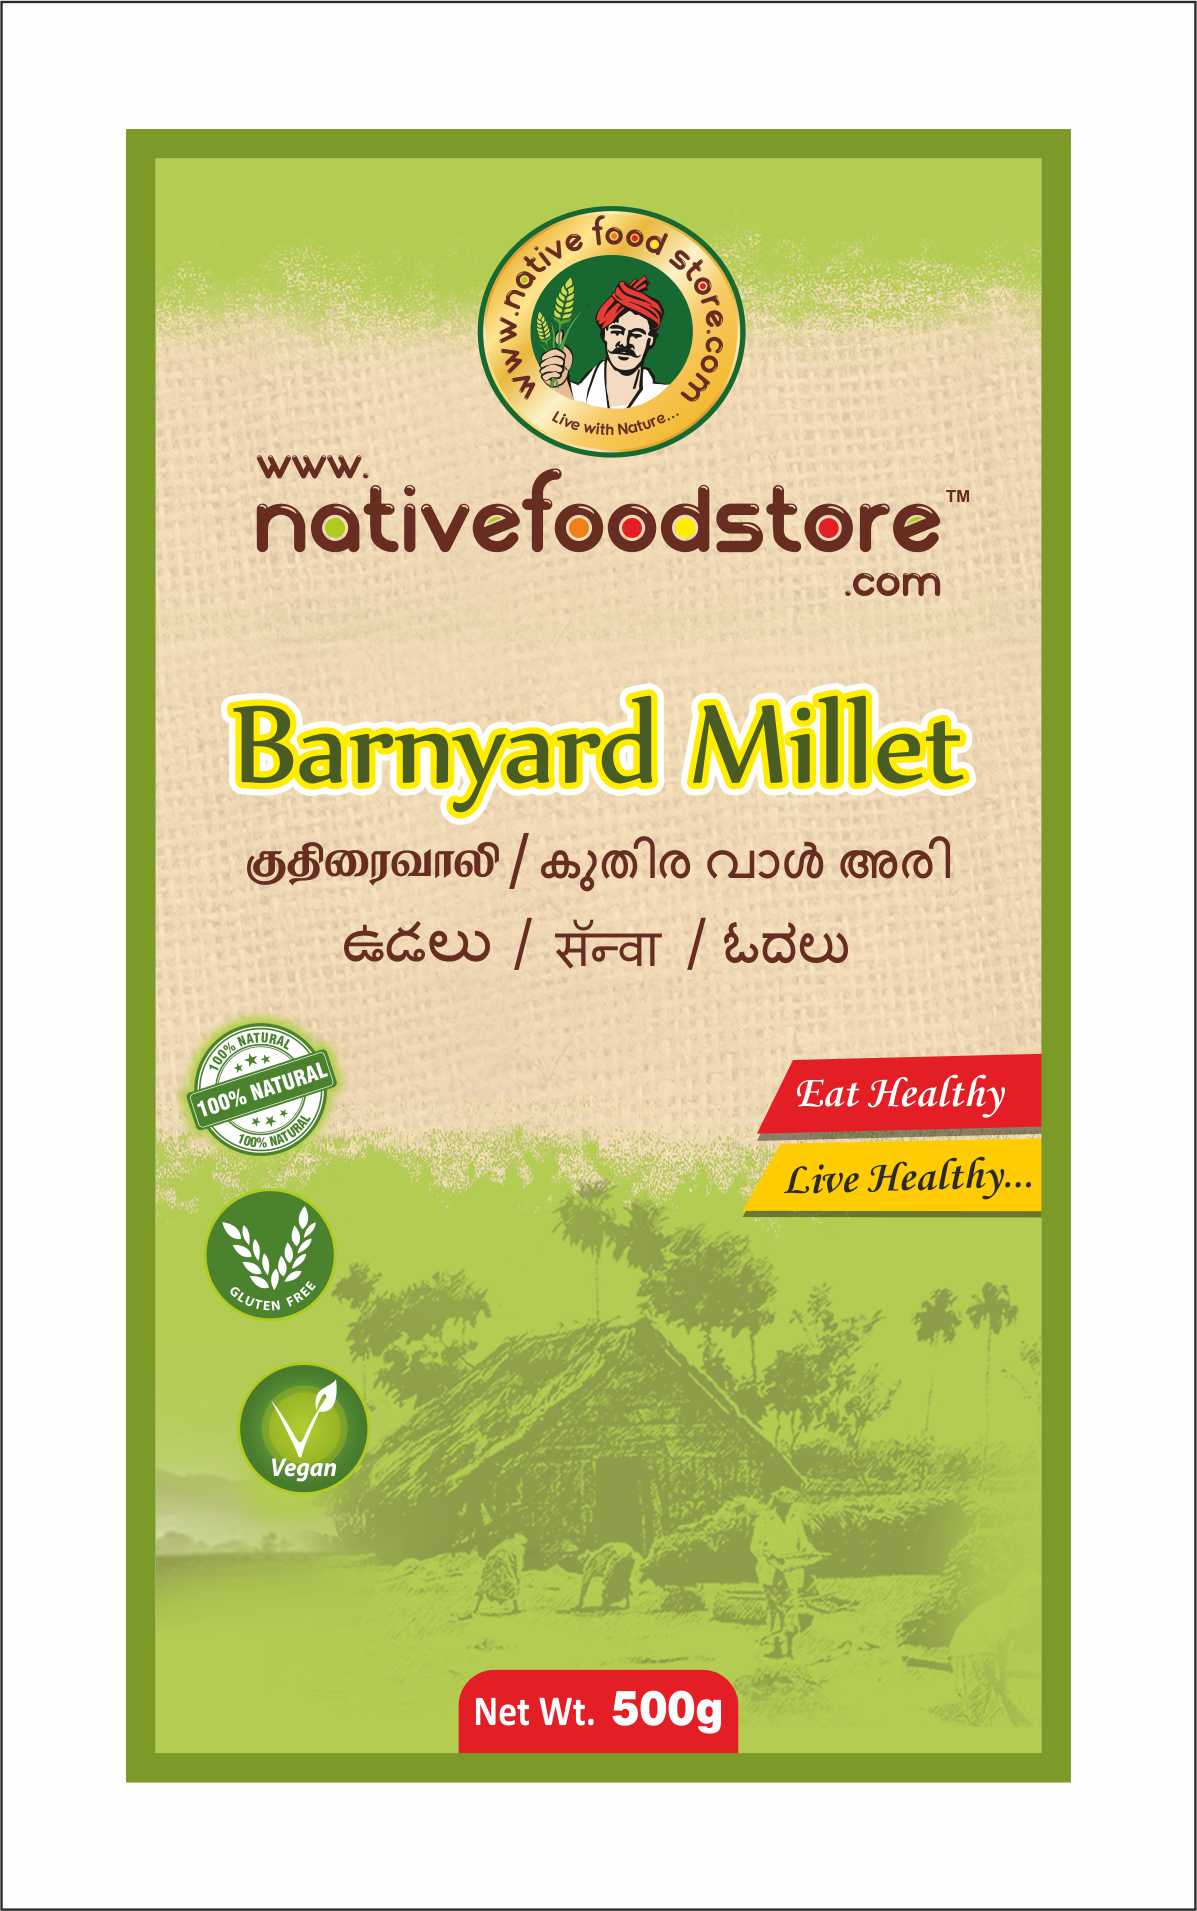 www.native food store.com
Live with Nature...
www.
nativefoodstore™
.com
Barnyard Millet
குதிரைவாலி / കുതിര വാൾ അരി
ఉడలు / सॅन्वा / ఓదలు
100% NATURAL
100% NATURAL
100% NATURAL
Eat Healthy
Live Healthy...
GLUTEN FREE
Vegan
Net Wt. 500g